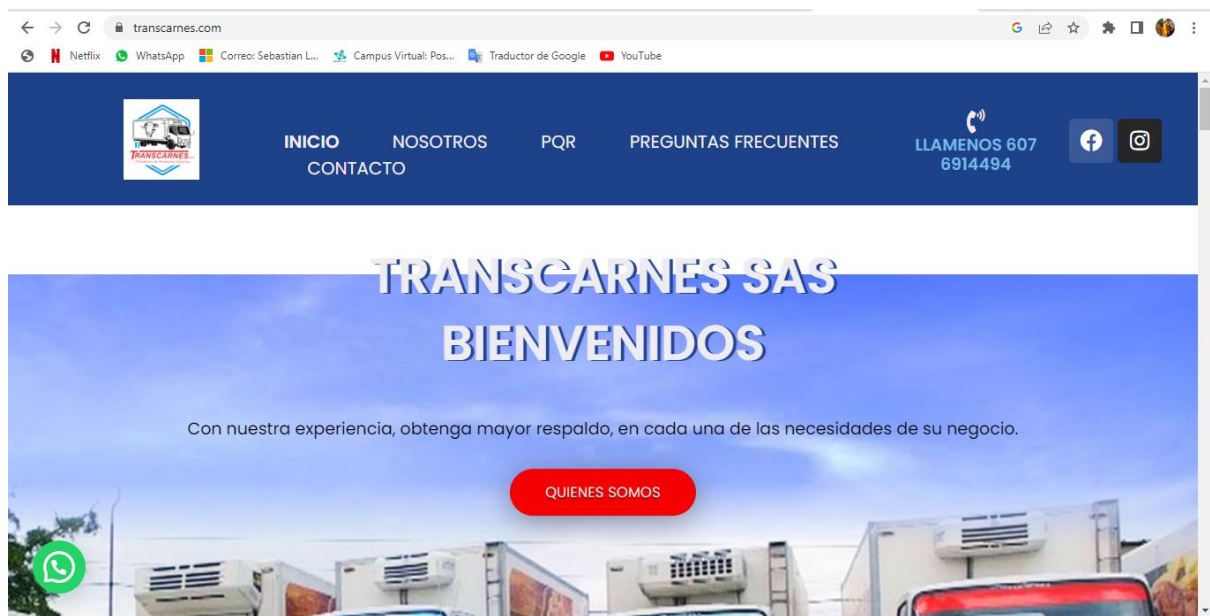 transcarnes.com
Netflix WhatsApp Correo: Sebastian L... Campus Virtual: Pos... Traductor de Google YouTube
TRANSCARNES
INICIO NOSOTROS PQR PREGUNTAS FRECUENTES
CONTACTO
LLAMENOS 607
6914494
TRANSCARNES SAS
BIENVENIDOS
Con nuestra experiencia, obtenga mayor respaldo, en cada una de las necesidades de su negocio.
QUIENES SOMOS